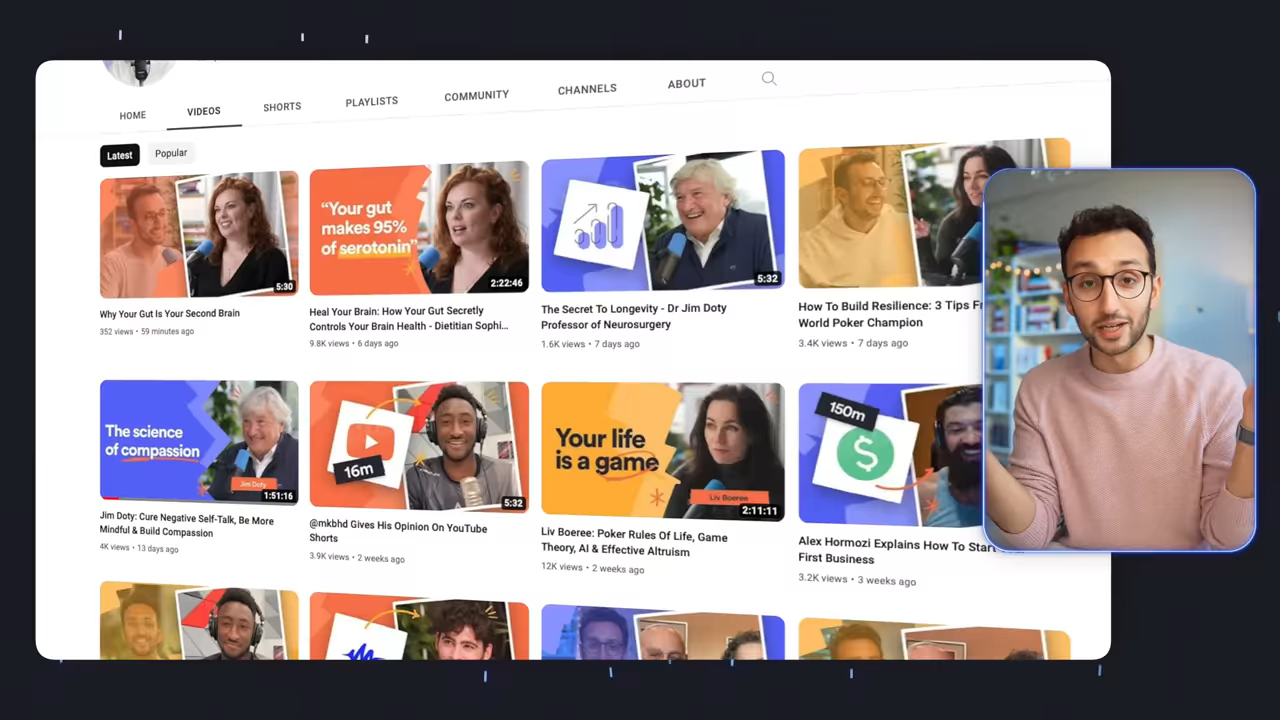 HOME
VIDEOS
SHORTS
PLAYLISTS
COMMUNITY
CHANNELS
ABOUT
Latest
Popular
5:30
Why Your Gut Is Your Second Brain
352 views • 59 minutes ago
“Your gut
makes 95%
of serotonin”
2:22:46
Heal Your Brain: How Your Gut Secretly
Controls Your Brain Health - Dietitian Sophi...
9.8K views • 6 days ago
5:32
The Secret To Longevity - Dr Jim Doty
Professor of Neurosurgery
1.6K views • 7 days ago
How To Build Resilience: 3 Tips
World Poker Champion
3.4K views • 7 days ago
The science
of compassion
Jim Doty
1:51:16
Jim Doty: Cure Negative Self-Talk, Be More
Mindful & Build Compassion
4K views • 13 days ago
16m
5:32
@mkbhd Gives His Opinion On YouTube
Shorts
3.9K views • 2 weeks ago
Your life
is a game
Liv Boeree
2:11:11
Liv Boeree: Poker Rules Of Life, Game
Theory, AI & Effective Altruism
12K views • 2 weeks ago
150m
$
Alex Hormozi Explains How To Start
First Business
3.2K views • 3 weeks ago